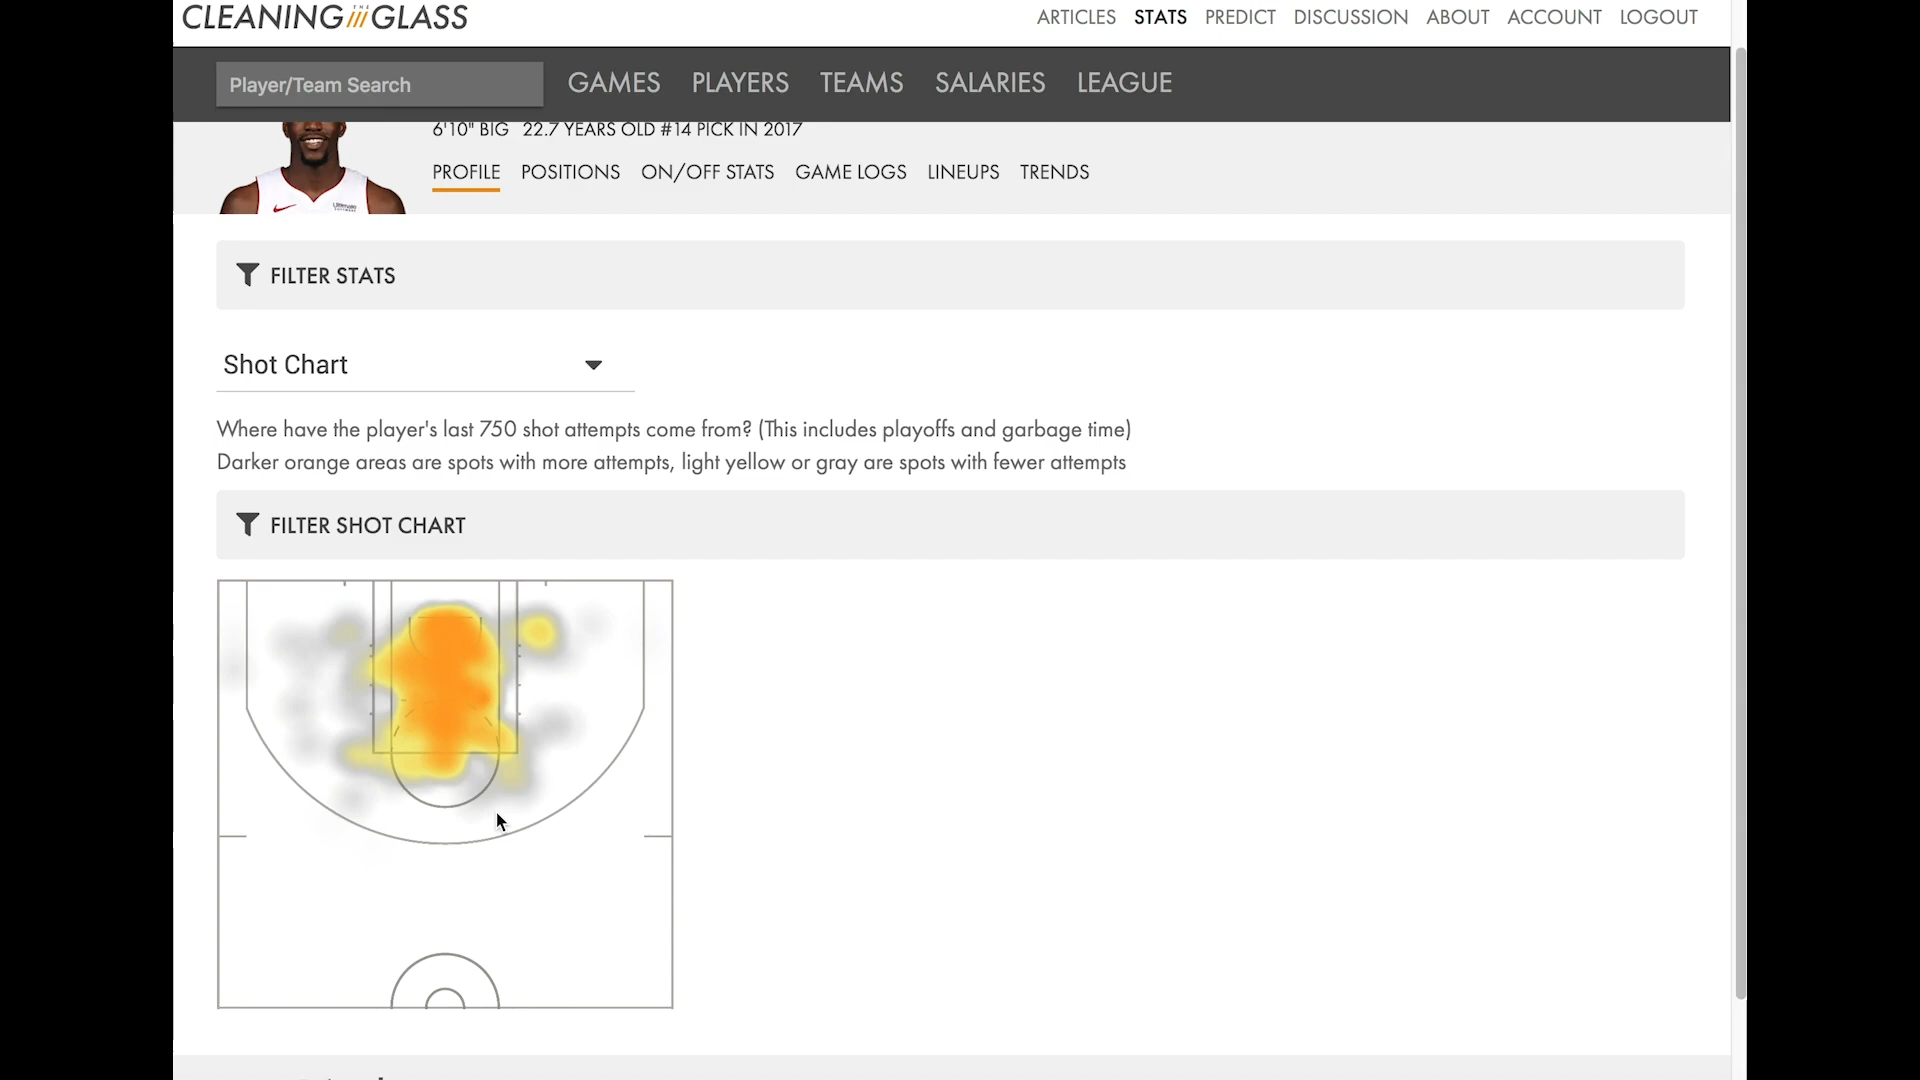 CLEANING THE GLASS
ARTICLES STATS PREDICT DISCUSSION ABOUT ACCOUNT LOGOUT
Player/Team Search GAMES PLAYERS TEAMS SALARIES LEAGUE
6'10" BIG 22.7 YEARS OLD #14 PICK IN 2017
PROFILE POSITIONS ON/OFF STATS GAME LOGS LINEUPS TRENDS
FILTER STATS
Shot Chart
Where have the player's last 750 shot attempts come from? (This includes playoffs and garbage time)
Darker orange areas are spots with more attempts, light yellow or gray are spots with fewer attempts
FILTER SHOT CHART